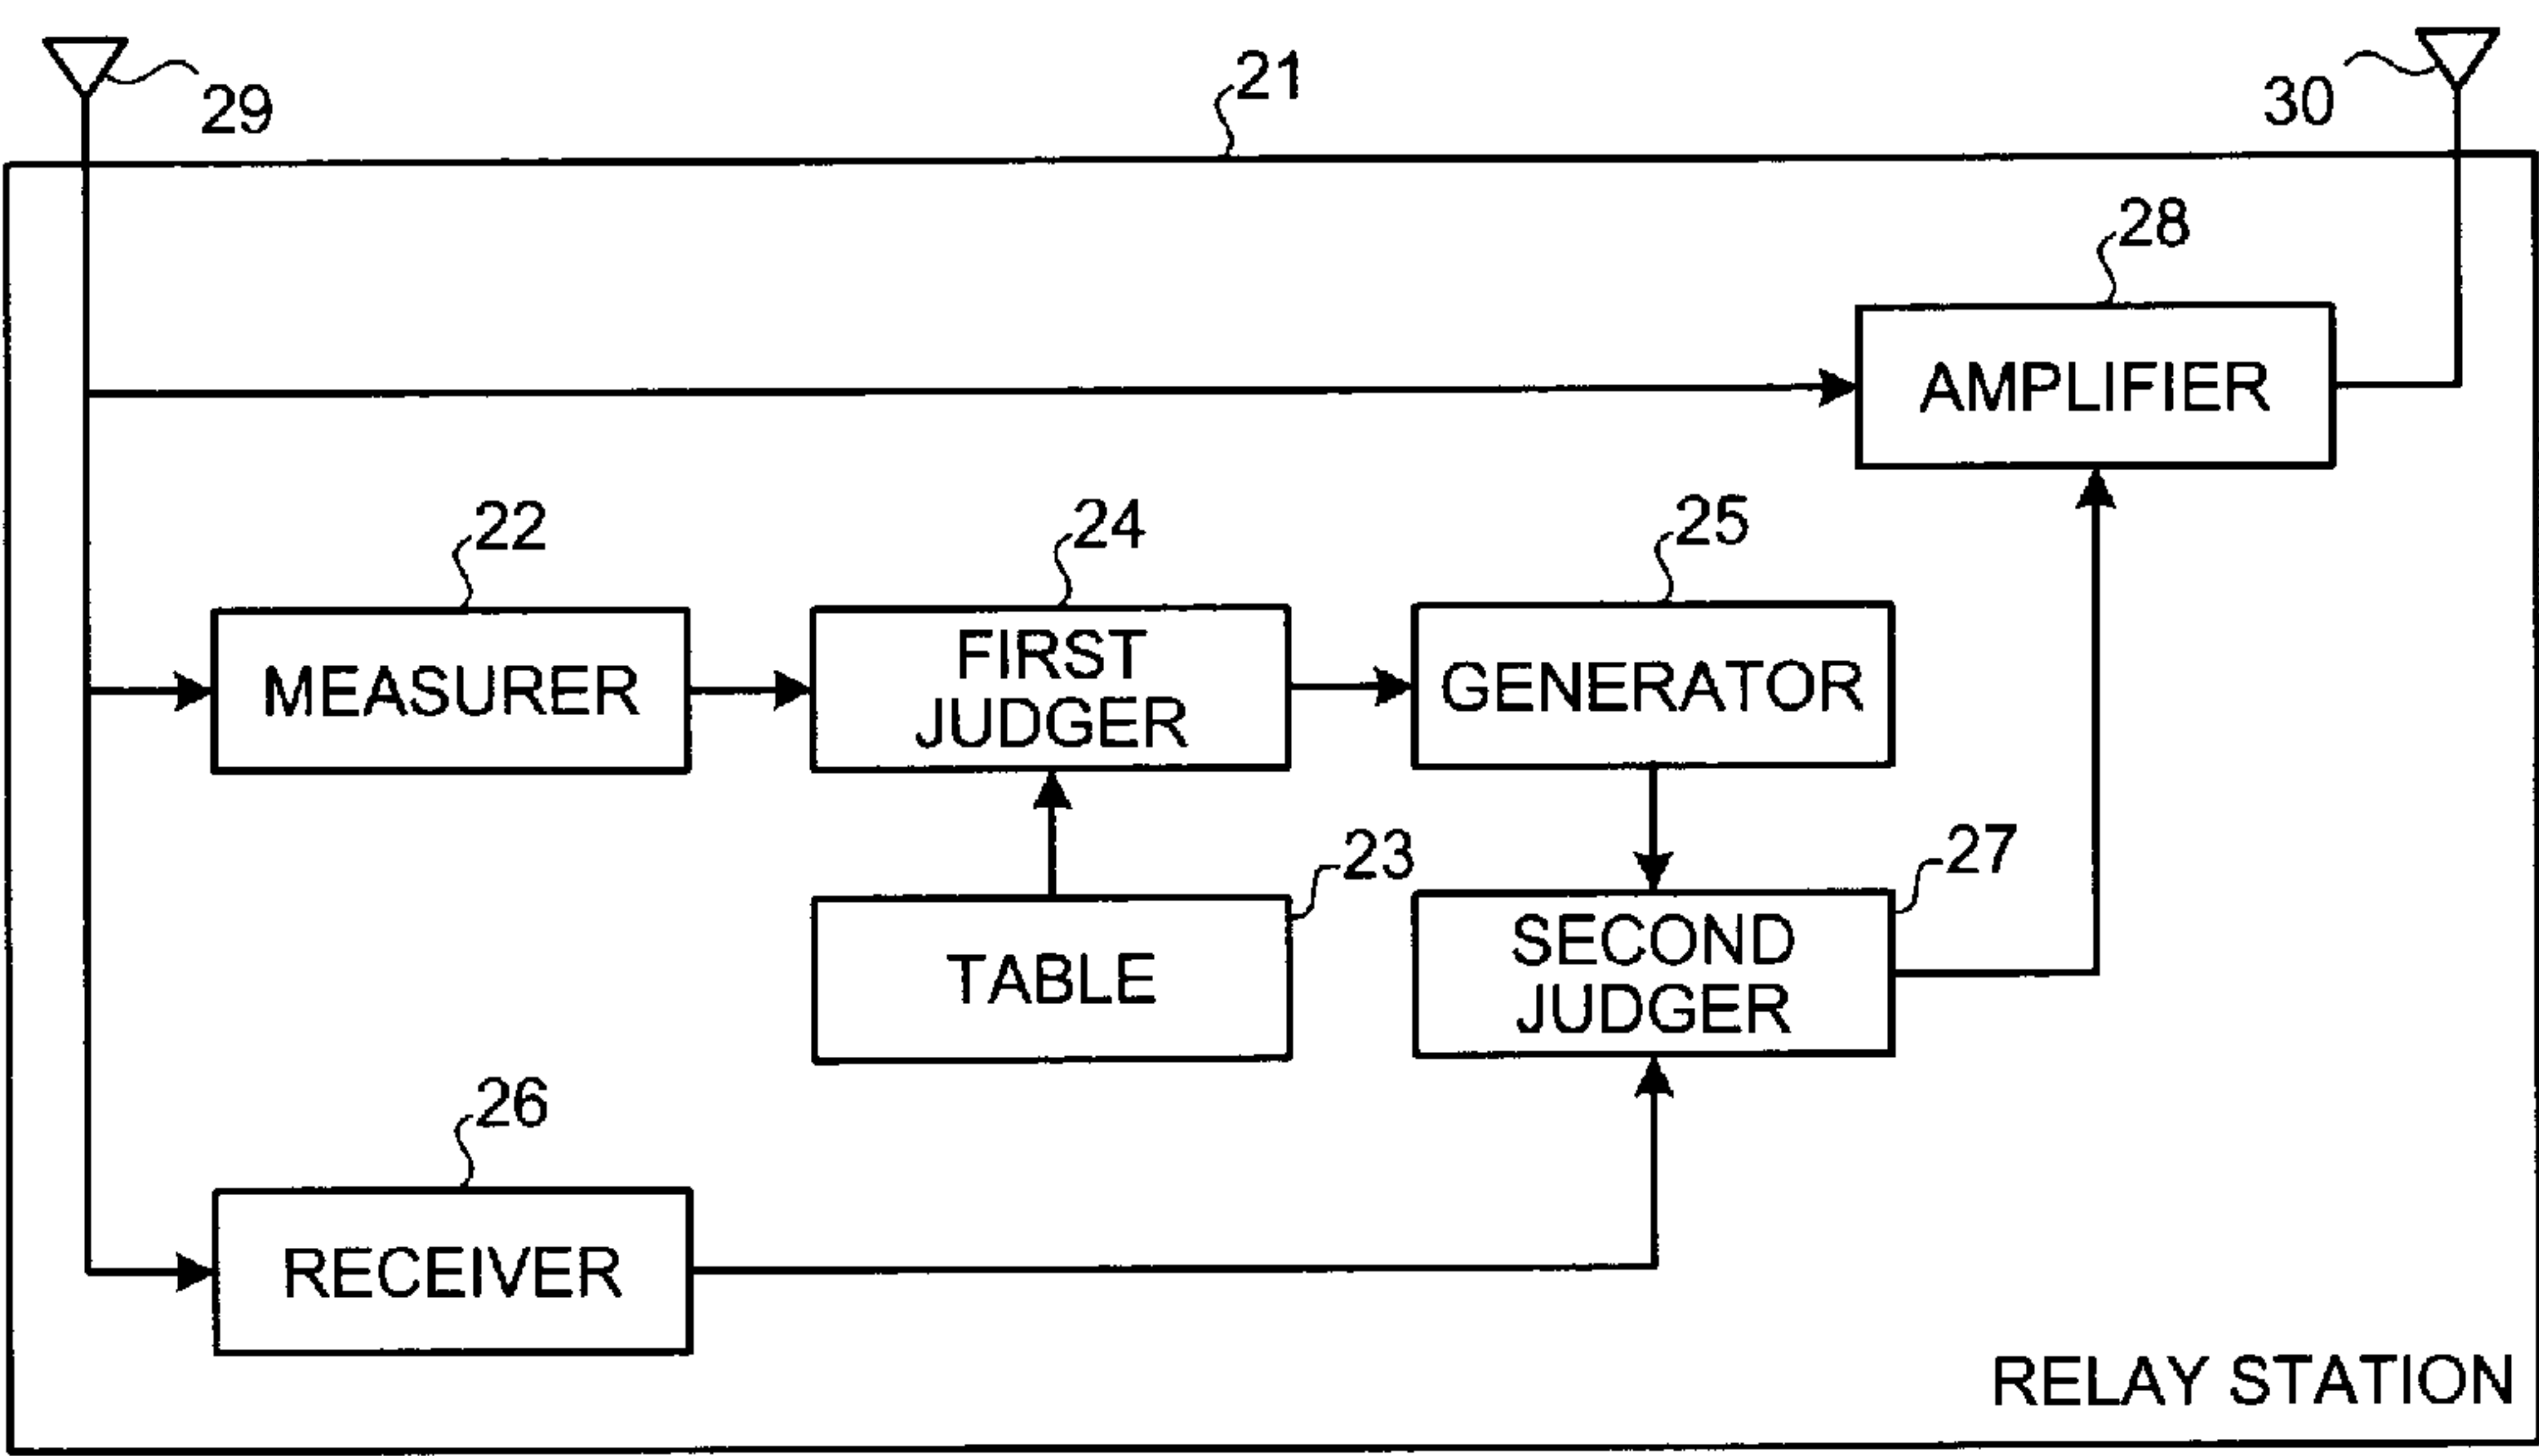 29
21
30
28
AMPLIFIER
22
24
25
MEASURER
FIRST
JUDGER
GENERATOR
23
27
TABLE
SECOND
JUDGER
26
RECEIVER
RELAY STATION